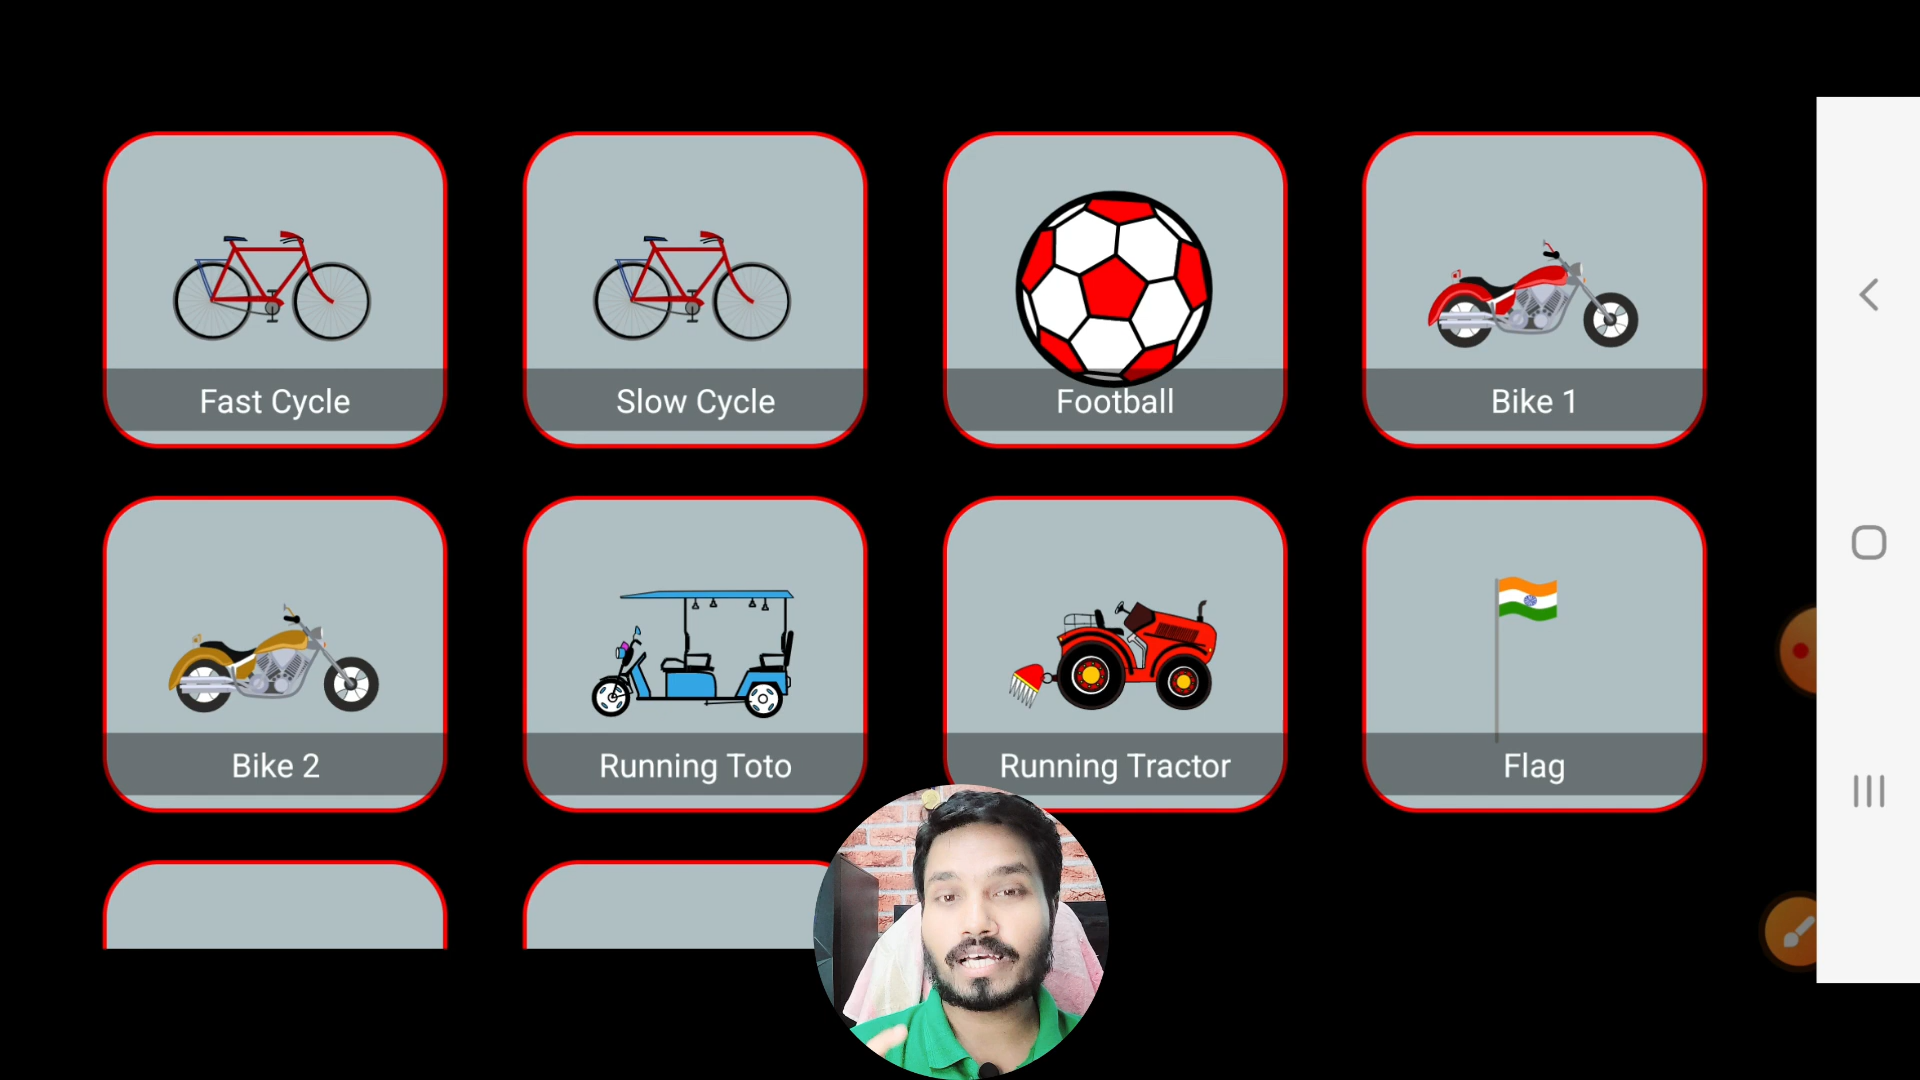 Fast Cycle
Slow Cycle
Football
Bike 1
Bike 2
Running Toto
Running Tractor
Flag